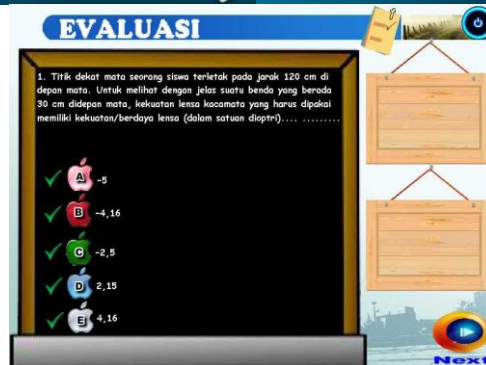 EVALUASI
1. Titik dekat mata seorang siswa terletak pada jarak 120 cm di
depan mata. Untuk melihat dengan jelas suatu benda yang berada
30 cm didepan mata, kekuatan lensa kacamata yang harus dipakai
memiliki kekuatan/berdaya lensa (dalam satuan dioptri).... .........
A -5
B -4,16
C -2,5
D 2,15
E 4,16
Next